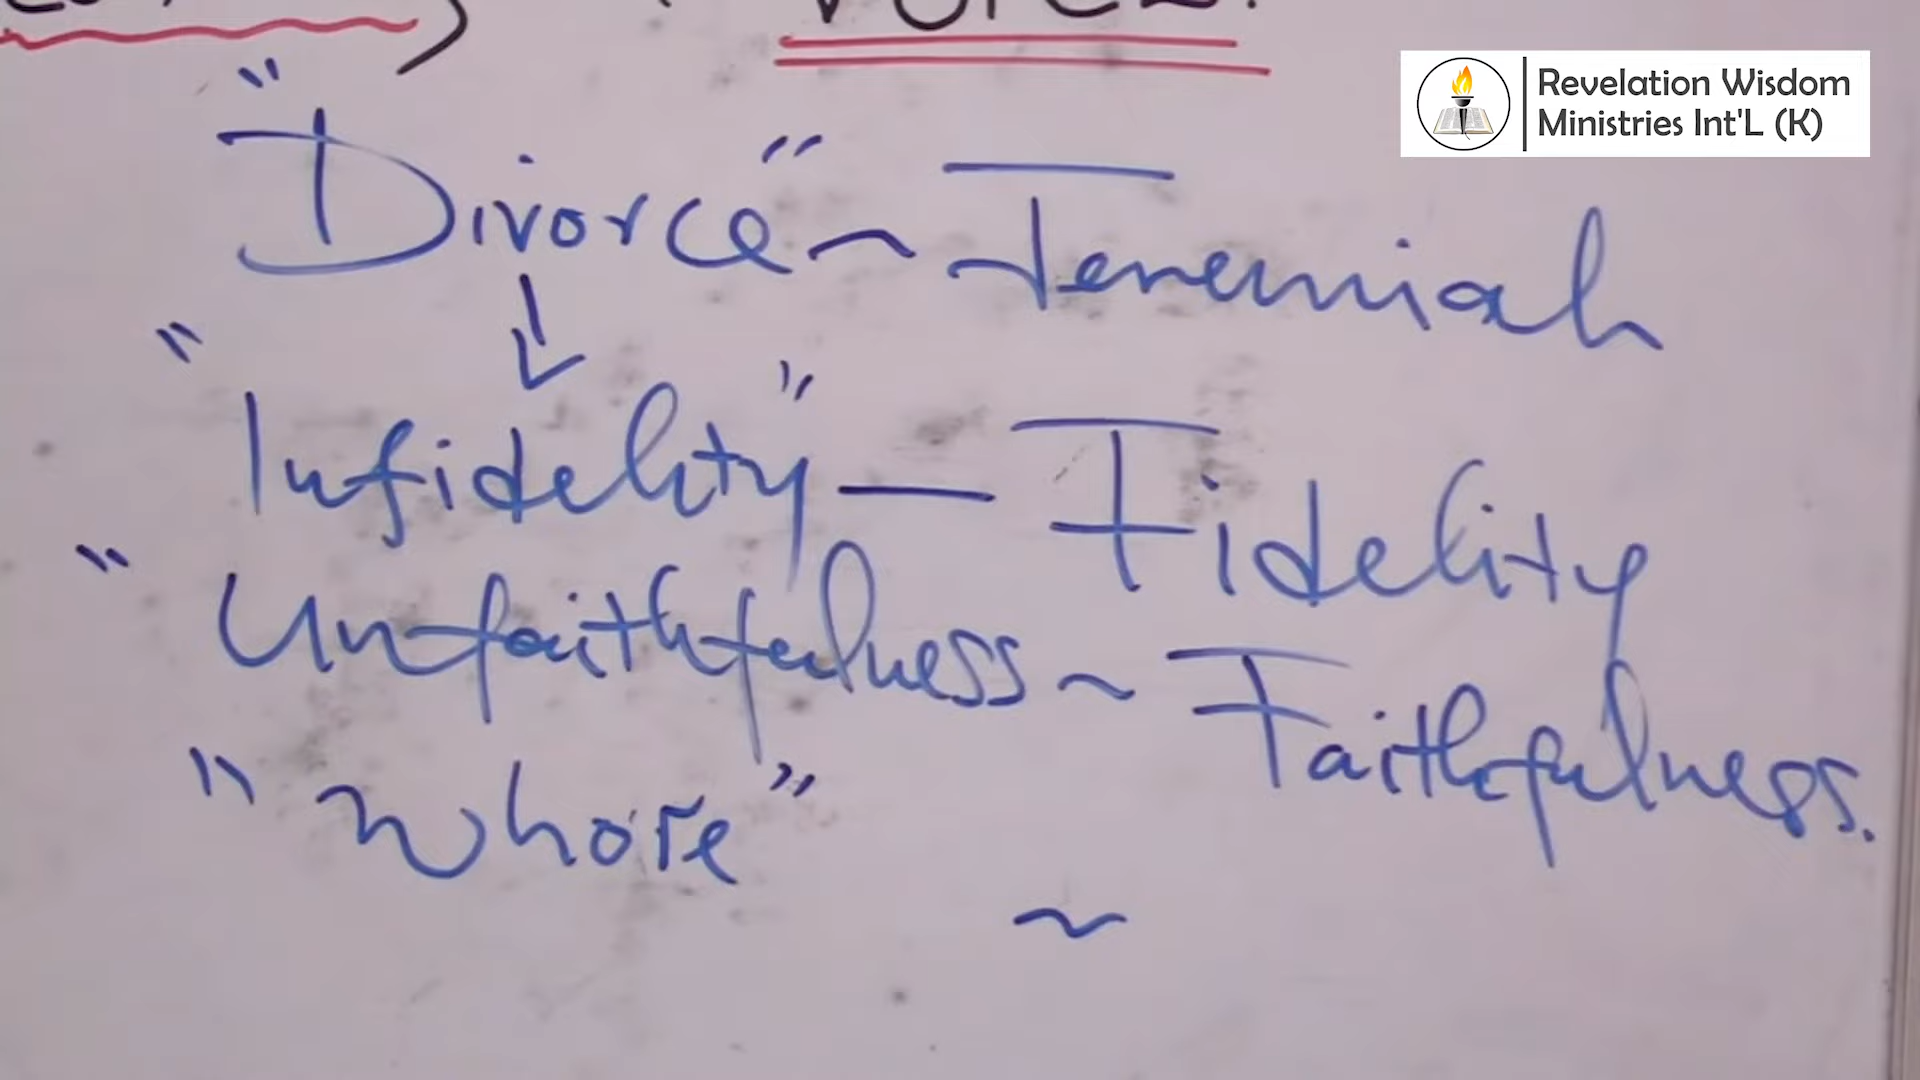 "Divorce" ~ Jeremiah
"Infidelity" — Fidelity
"Unfaithfulness ~ Faithfulness.
"whore"
~
Revelation Wisdom
Ministries Int'L (K)